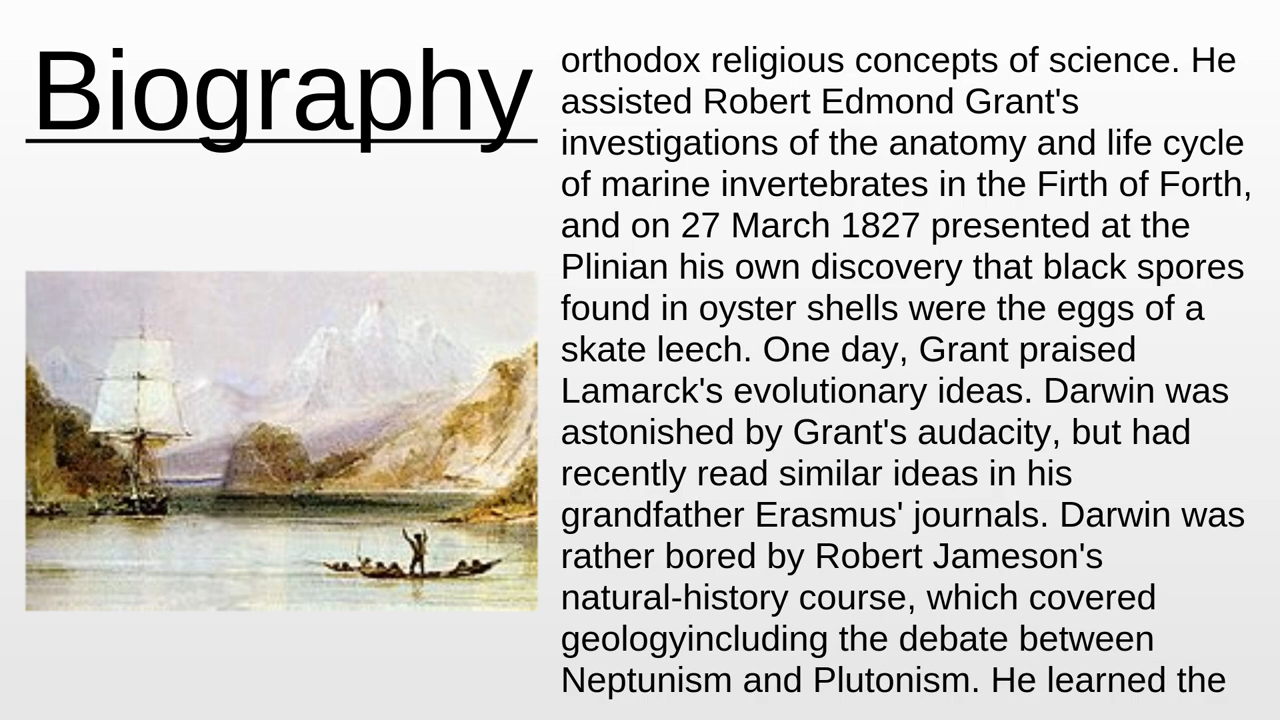 Biography
orthodox religious concepts of science. He
assisted Robert Edmond Grant's
investigations of the anatomy and life cycle
of marine invertebrates in the Firth of Forth,
and on 27 March 1827 presented at the
Plinian his own discovery that black spores
found in oyster shells were the eggs of a
skate leech. One day, Grant praised
Lamarck's evolutionary ideas. Darwin was
astonished by Grant's audacity, but had
recently read similar ideas in his
grandfather Erasmus' journals. Darwin was
rather bored by Robert Jameson's
natural-history course, which covered
geologyincluding the debate between
Neptunism and Plutonism. He learned the